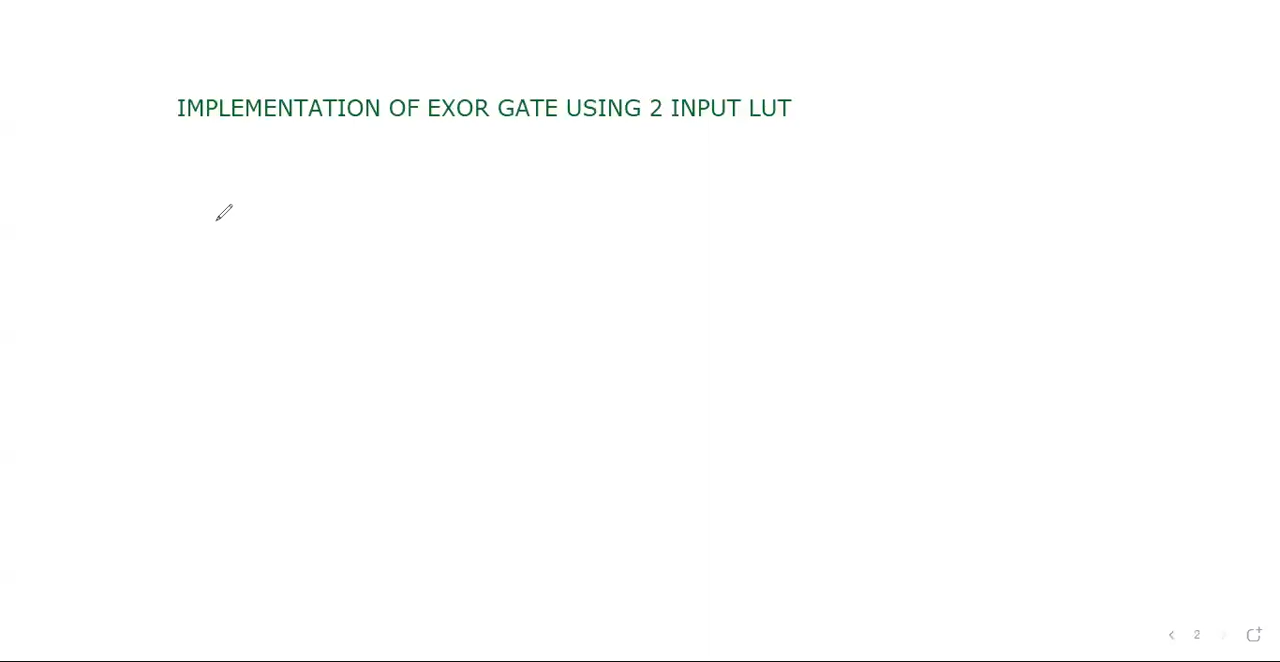 IMPLEMENTATION OF EXOR GATE USING 2 INPUT LUT
2